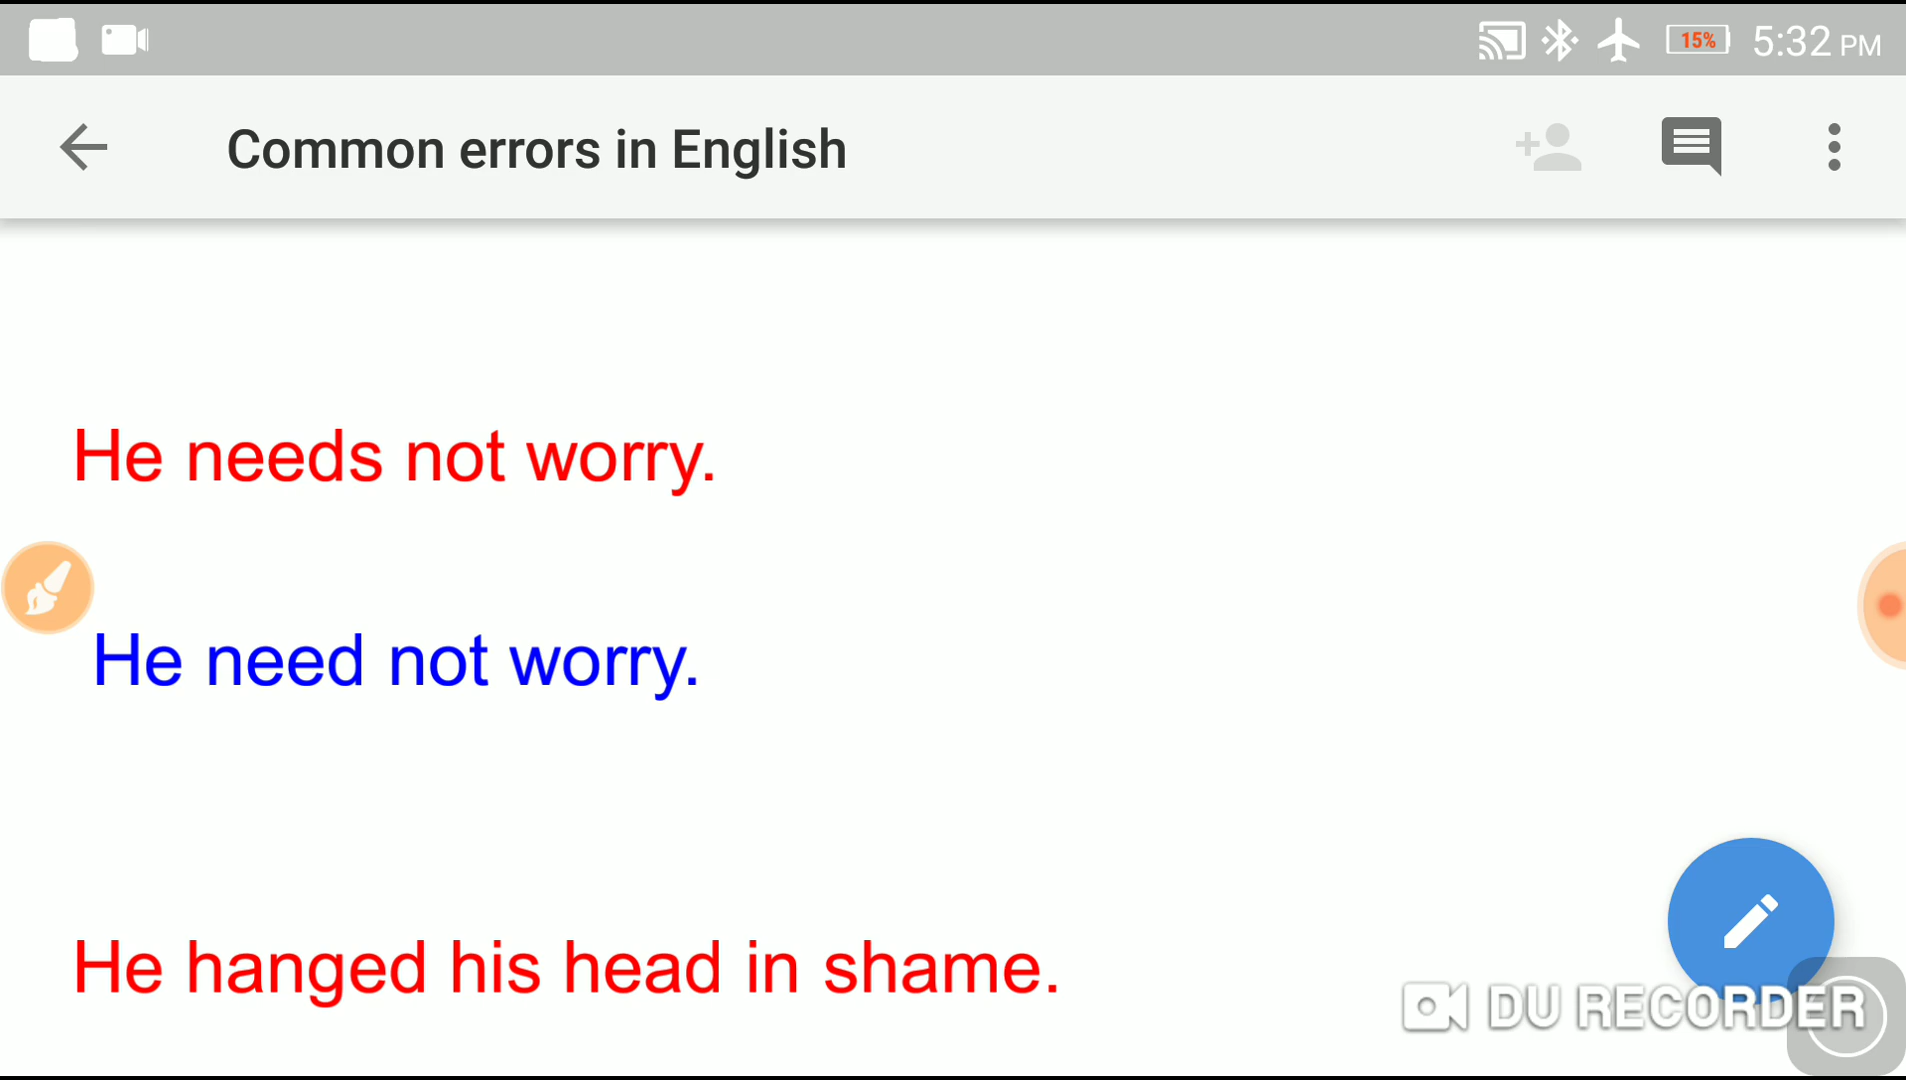 15% 5:32 PM
Common errors in English
He needs not worry.
He need not worry.
He hanged his head in shame.
DU RECORDER